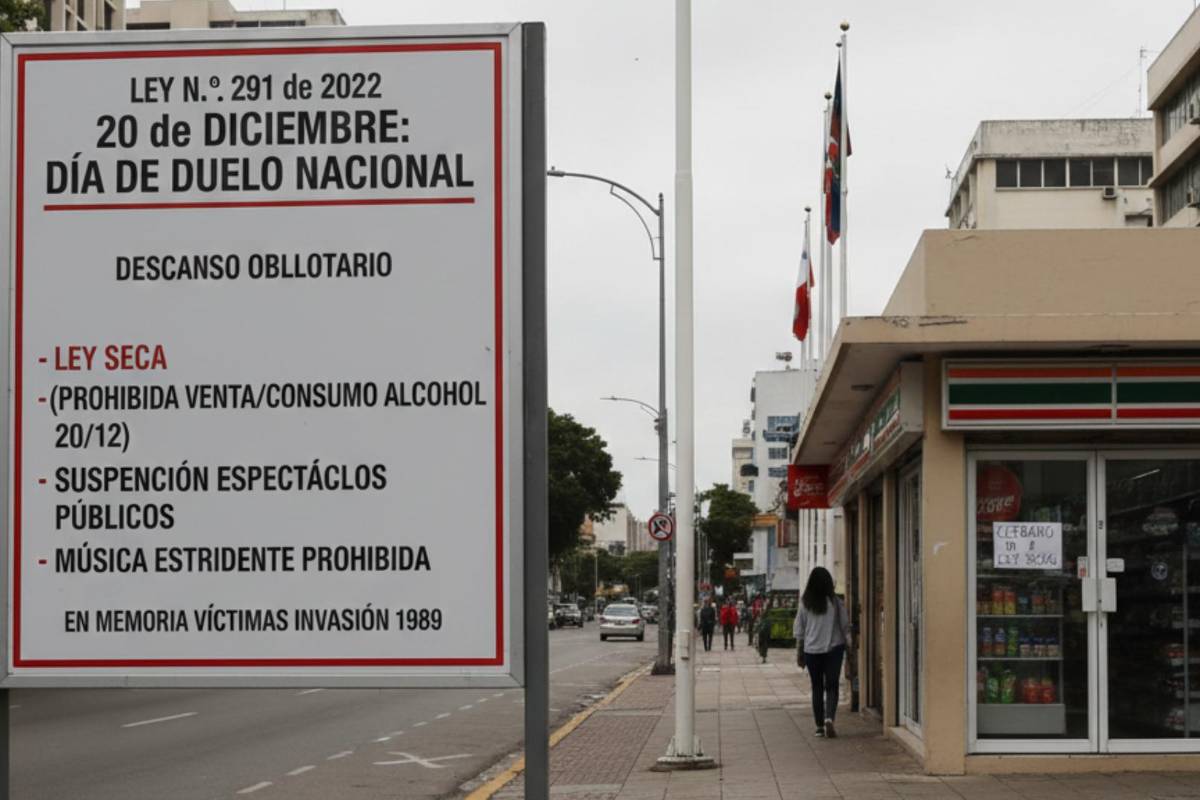 LEY N.º. 291 de 2022
20 de DICIEMBRE:
DÍA DE DUELO NACIONAL
DESCANSO OBLLOTARIO
- LEY SECA
-(PROHIBIDA VENTA/CONSUMO ALCOHOL
20/12)
- SUSPENCIÓN ESPECTÁCLOS
PÚBLICOS
- MÚSICA ESTRIDENTE PROHIBIDA
EN MEMORIA VÍCTIMAS INVASIÓN 1989